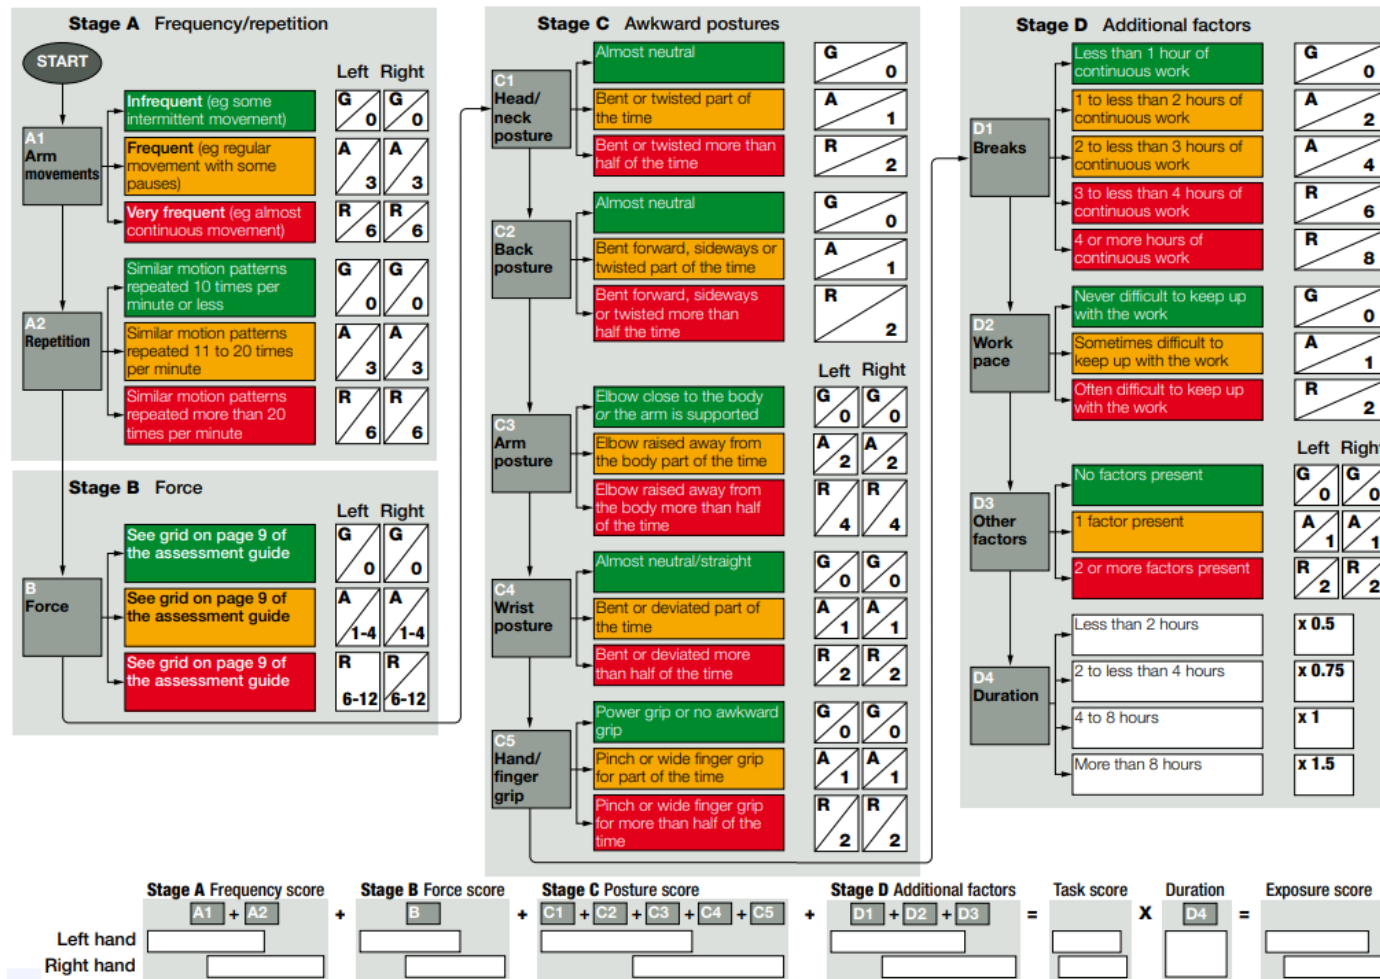 Stage A Frequency/repetition
START
Left Right
A1
Arm
movements
Infrequent (eg some
intermittent movement)
G 0 G 0
Frequent (eg regular
movement with some
pauses)
A 3 A 3
Very frequent (eg almost
continuous movement)
R 6 R 6
A2
Repetition
Similar motion patterns
repeated 10 times per
minute or less
G 0 G 0
Similar motion patterns
repeated 11 to 20 times
per minute
A 3 A 3
Similar motion patterns
repeated more than 20
times per minute
R 6 R 6
Stage B Force
Left Right
B
Force
See grid on page 9 of
the assessment guide
G 0 G 0
See grid on page 9 of
the assessment guide
A 1-4 A 1-4
See grid on page 9 of
the assessment guide
R 6-12 R 6-12
Stage C Awkward postures
C1
Head/
neck
posture
Almost neutral
G 0
Bent or twisted part of
the time
A 1
Bent or twisted more than
half of the time
R 2
C2
Back
posture
Almost neutral
G 0
Bent forward, sideways or
twisted part of the time
A 1
Bent forward, sideways
or twisted more than
half the time
R 2
Left Right
C3
Arm
posture
Elbow close to the body
or the arm is supported
G 0 G 0
Elbow raised away from
the body part of the time
A 2 A 2
Elbow raised away from
the body more than half
of the time
R 4 R 4
C4
Wrist
posture
Almost neutral/straight
G 0 G 0
Bent or deviated part of
the time
A 1 A 1
Bent or deviated more
than half of the time
R 2 R 2
C5
Hand/
finger
grip
Power grip or no awkward
grip
G 0 G 0
Pinch or wide finger grip
for part of the time
A 1 A 1
Pinch or wide finger grip
for more than half of the
time
R 2 R 2
Stage D Additional factors
D1
Breaks
Less than 1 hour of
continuous work
G 0
1 to less than 2 hours of
continuous work
A 2
2 to less than 3 hours of
continuous work
A 4
3 to less than 4 hours of
continuous work
R 6
4 or more hours of
continuous work
R 8
D2
Work
pace
Never difficult to keep up
with the work
G 0
Sometimes difficult to
keep up with the work
A 1
Often difficult to keep up
with the work
R 2
Left Right
D3
Other
factors
No factors present
G 0 G 0
1 factor present
A 1 A 1
2 or more factors present
R 2 R 2
D4
Duration
Less than 2 hours
x 0.5
2 to less than 4 hours
x 0.75
4 to 8 hours
x 1
More than 8 hours
x 1.5
Stage A Frequency score Stage B Force score Stage C Posture score Stage D Additional factors Task score Duration Exposure score
A1 + A2 + B + C1 + C2 + C3 + C4 + C5 + D1 + D2 + D3 = X D4 =
Left hand
Right hand